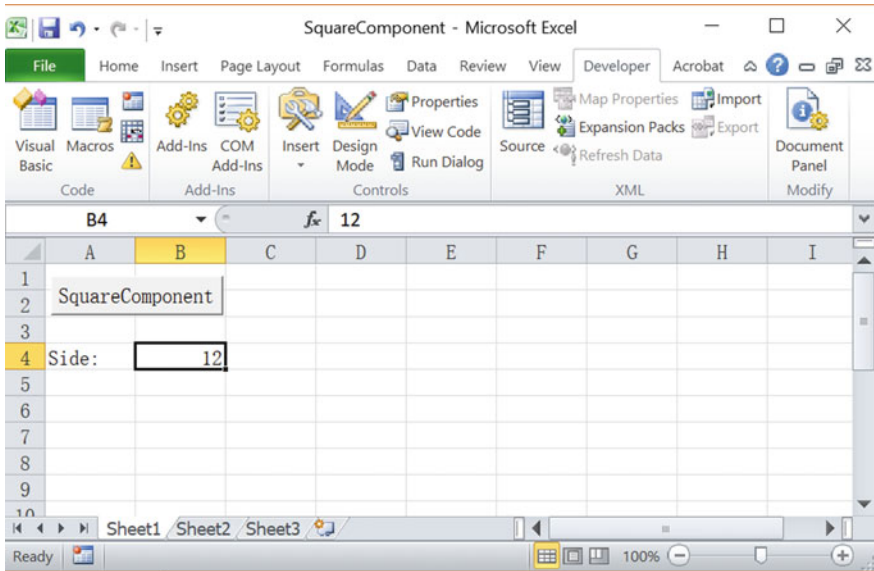 SquareComponent - Microsoft Excel
File Home Insert Page Layout Formulas Data Review View Developer Acrobat
Visual Basic
Macros
Code
Add-Ins
COM Add-Ins
Add-Ins
Insert
Design Mode
Properties
View Code
Run Dialog
Controls
Source
Map Properties
Expansion Packs
Refresh Data
Import
Export
XML
Document Panel
Modify
B4 fx 12
A B C D E F G H I
1
SquareComponent
2
3
4 Side: 12
5
6
7
8
9
10
Sheet1 Sheet2 Sheet3
Ready 100%